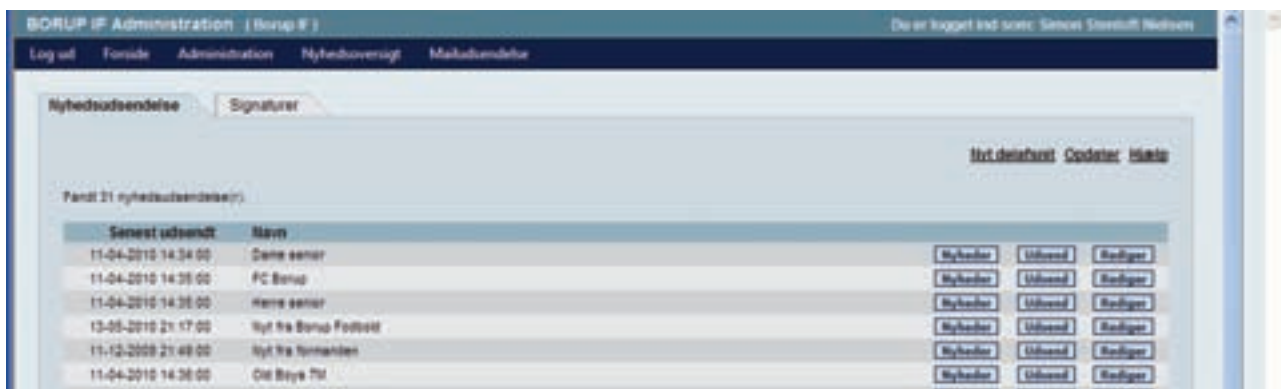 BORUP IF Administration (Borup IF) Du er logget ind som: Simon Stenloft Nielsen
Log ud Forside Administration Nyhedsoversigt Mailudsendelse
Nyhedsudsendelse Signaturer
Nyt Opdater Hjælp
Fandt 21 nyhedsudsendelse(r).
Senest udsendt Navn
11-04-2010 14:34:00 Dame senior Nyheder Udsend Rediger
11-04-2010 14:35:00 FC Borup Nyheder Udsend Rediger
11-04-2010 14:35:00 Herre senior Nyheder Udsend Rediger
13-05-2010 21:17:00 Nyt fra Borup Fodbold Nyheder Udsend Rediger
11-12-2009 21:48:00 Nyt fra formanden Nyheder Udsend Rediger
11-04-2010 14:36:00 Old Boys 7M Nyheder Udsend Rediger